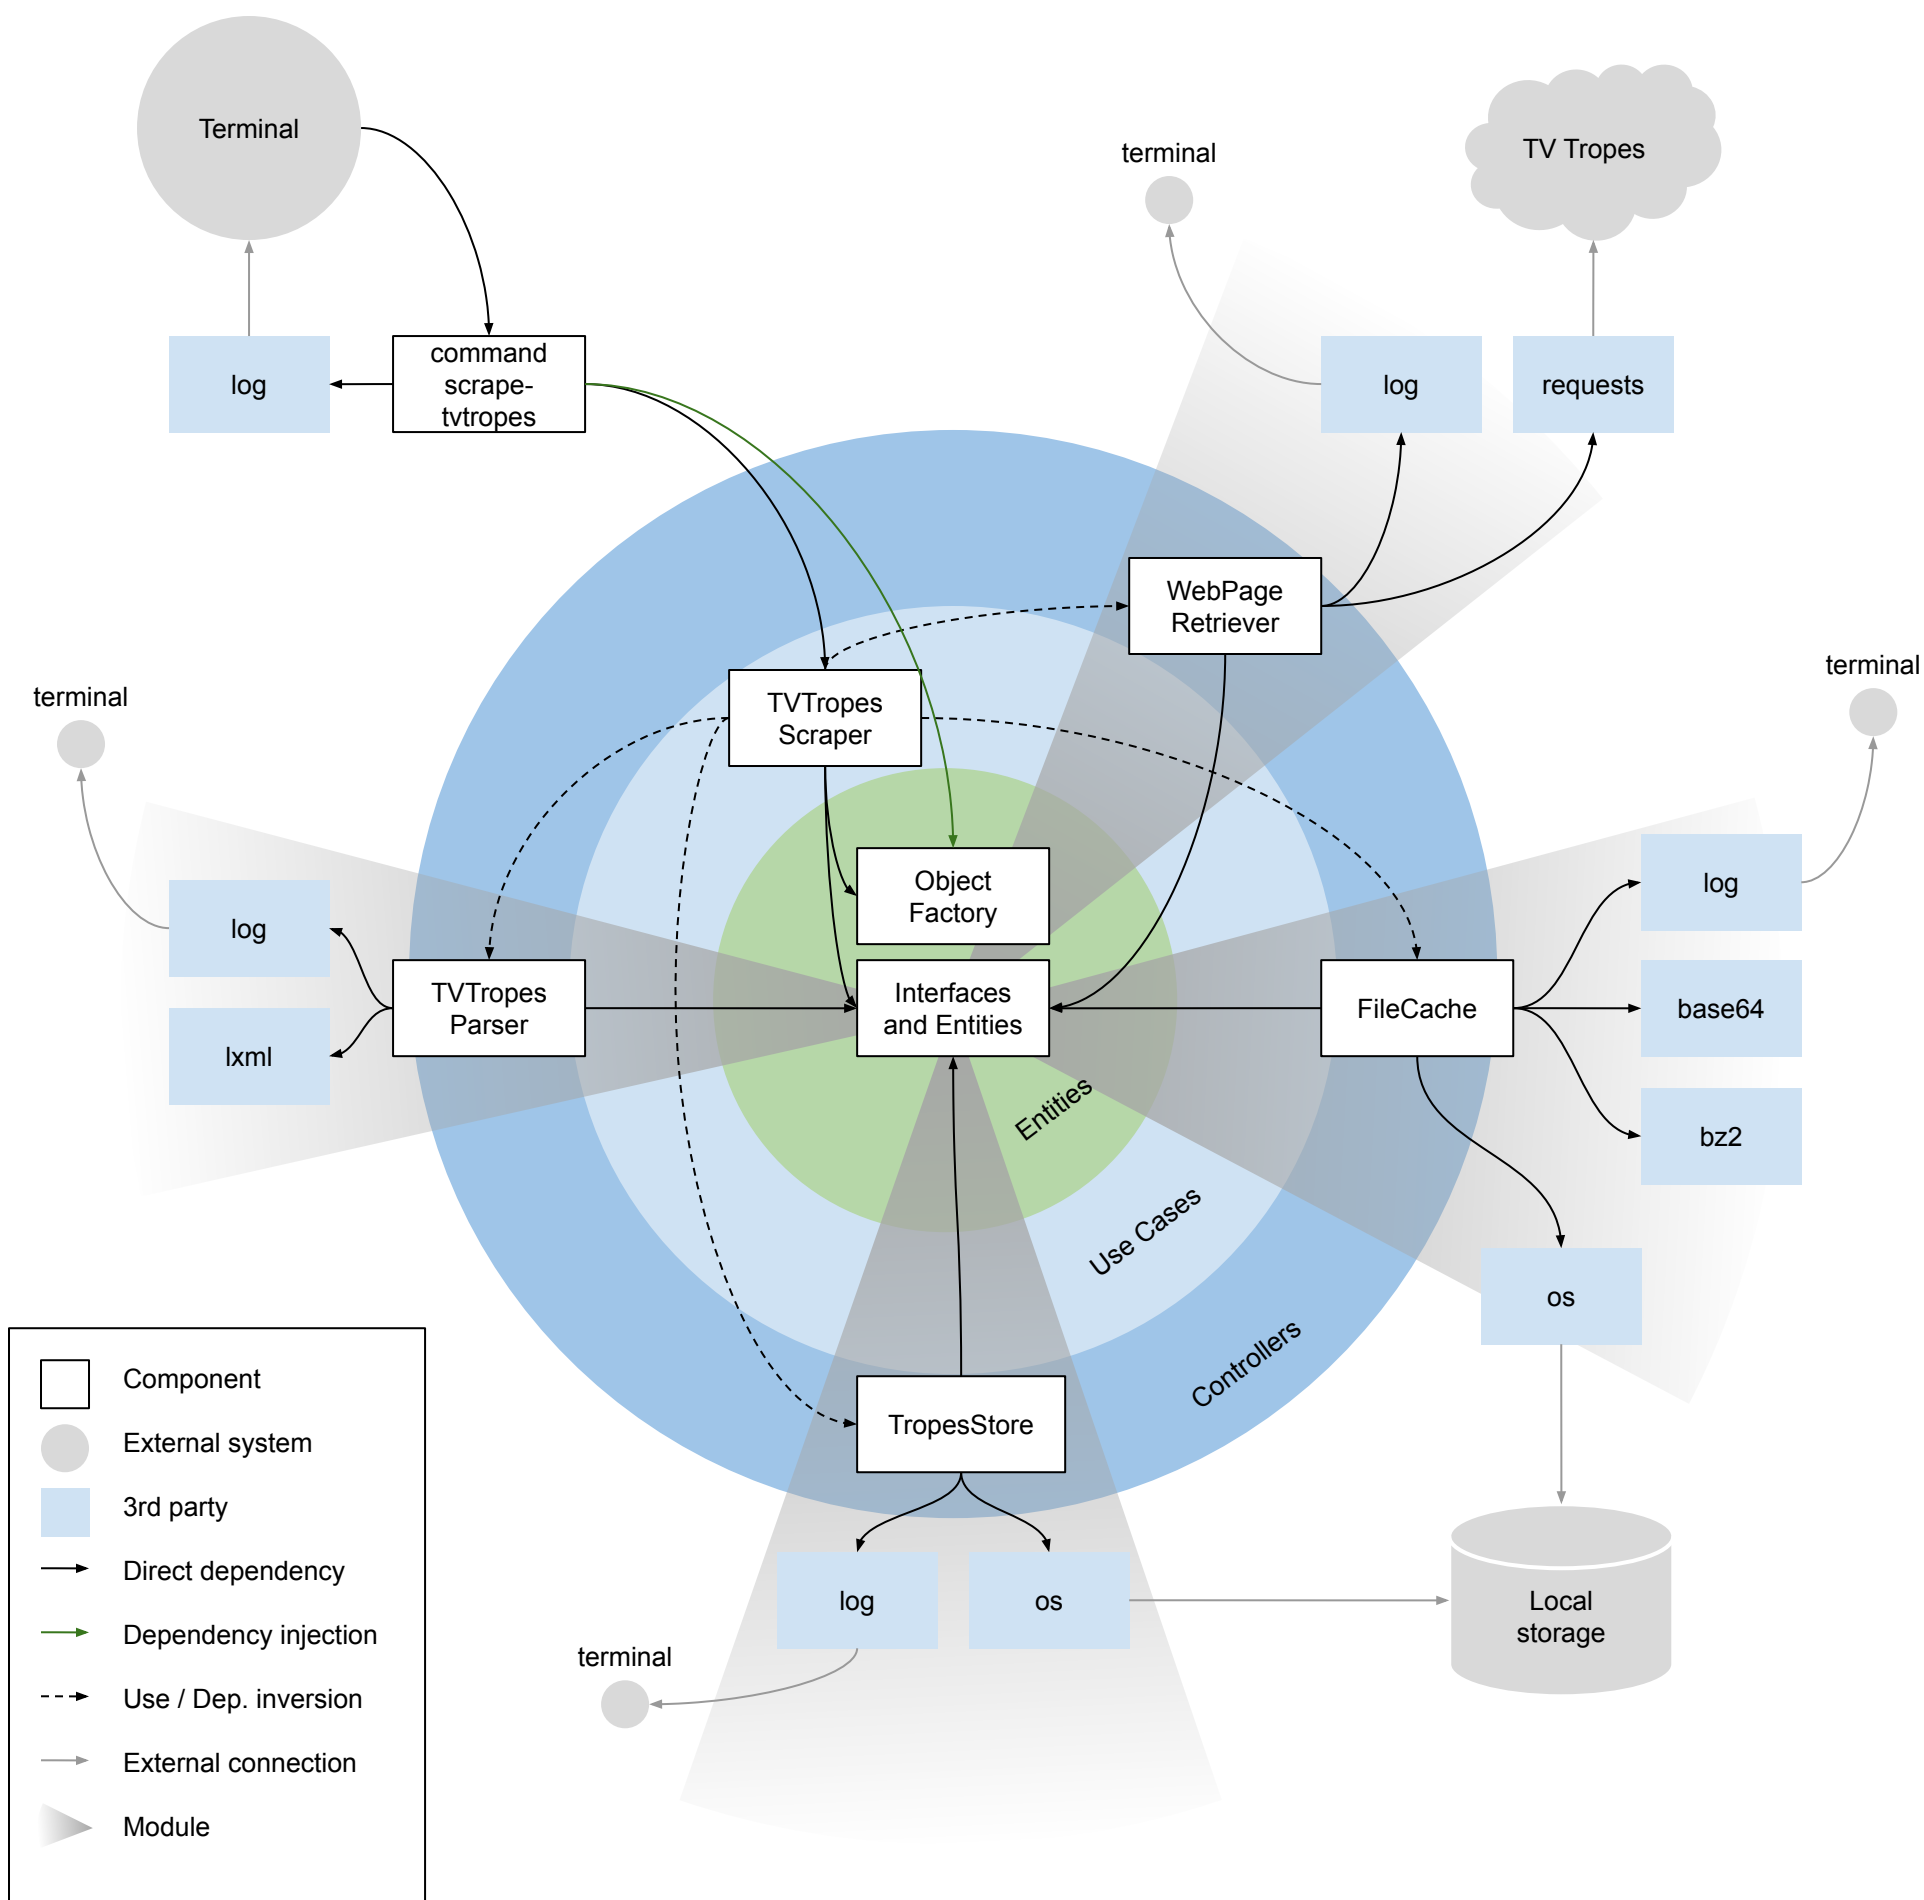 Terminal
terminal
TV Tropes
log
command
scrape-
tvtropes
log
requests
WebPage
Retriever
terminal
terminal
TVTropes
Scraper
log
Object
Factory
log
TVTropes
Parser
Interfaces
and Entities
FileCache
base64
lxml
Entities
bz2
Use Cases
os
Controllers
TropesStore
log
os
Local
storage
terminal
Component
External system
3rd party
Direct dependency
Dependency injection
Use / Dep. inversion
External connection
Module